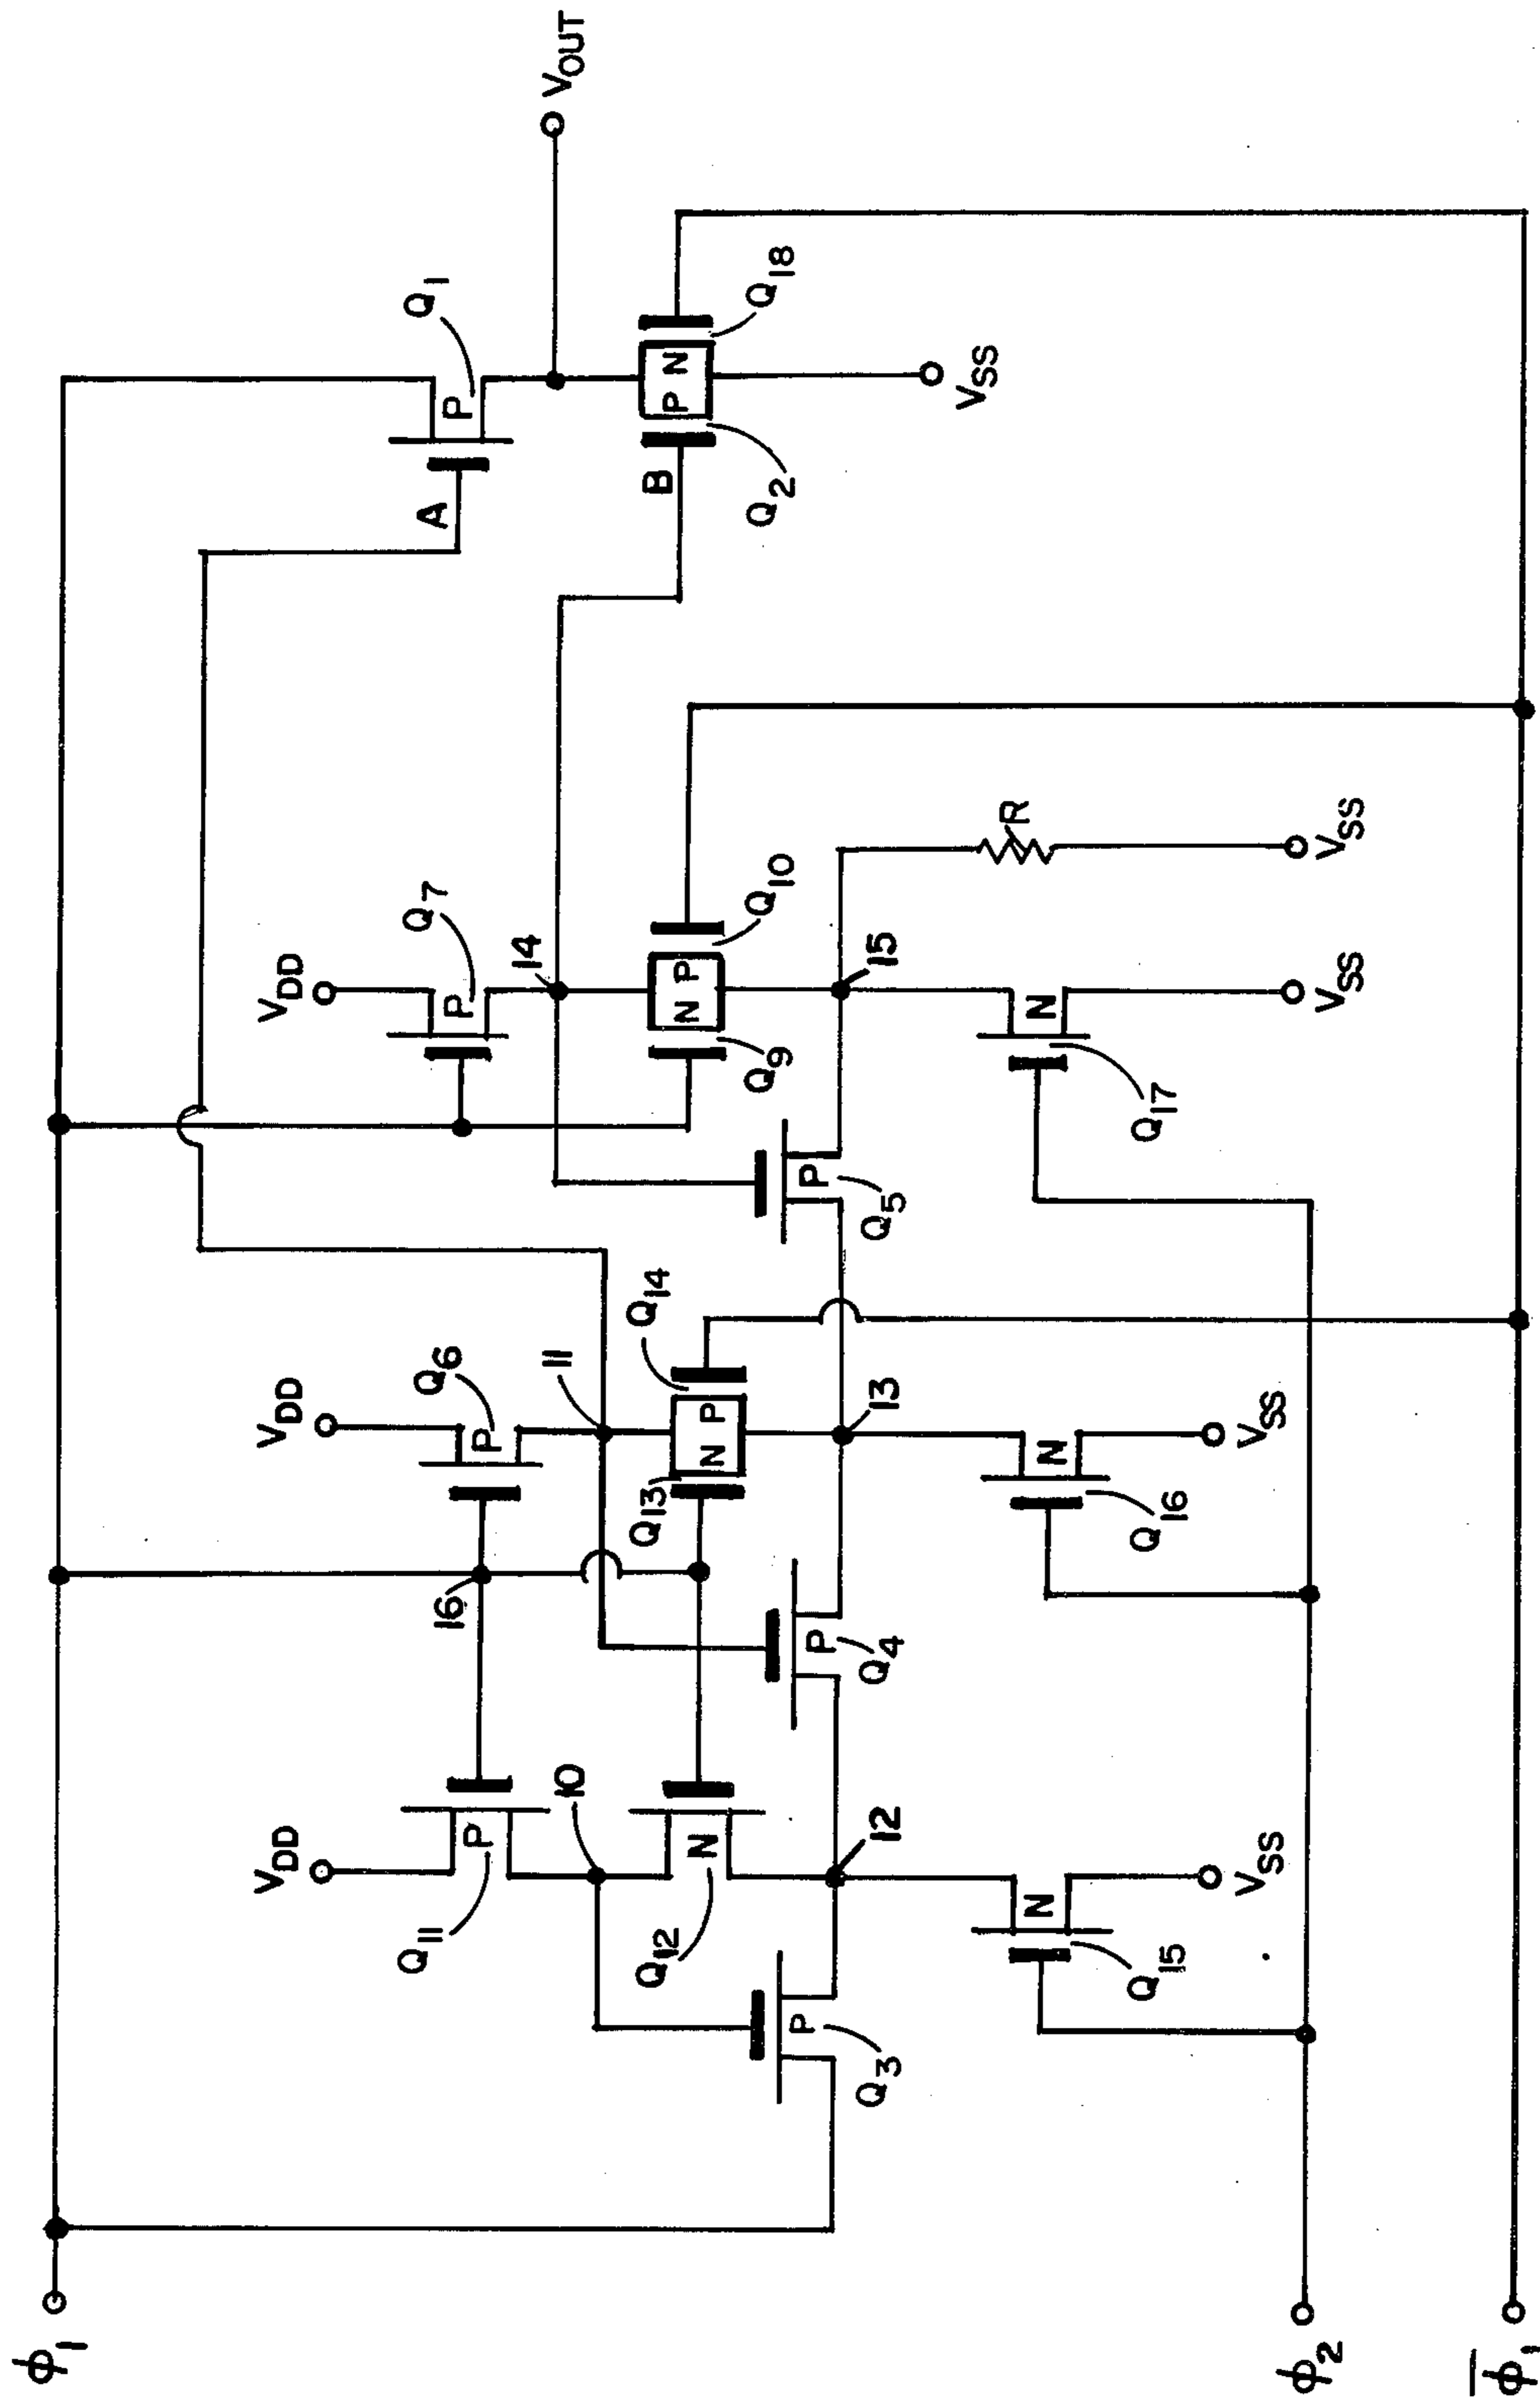 ϕ1
VDD
VDD
VDD
Q11
P
16
Q6
P
Q7
P
A
Q1
P
VOUT
10
11
14
Q12
N
Q13
N P
Q14
Q9
N P
Q10
B
P N
Q2
Q18
Q3
P
12
Q4
P
13
Q5
P
15
VSS
Q15
N
Q16
N
Q17
N
R
VSS
VSS
VSS
VSS
ϕ2
ϕ̅1